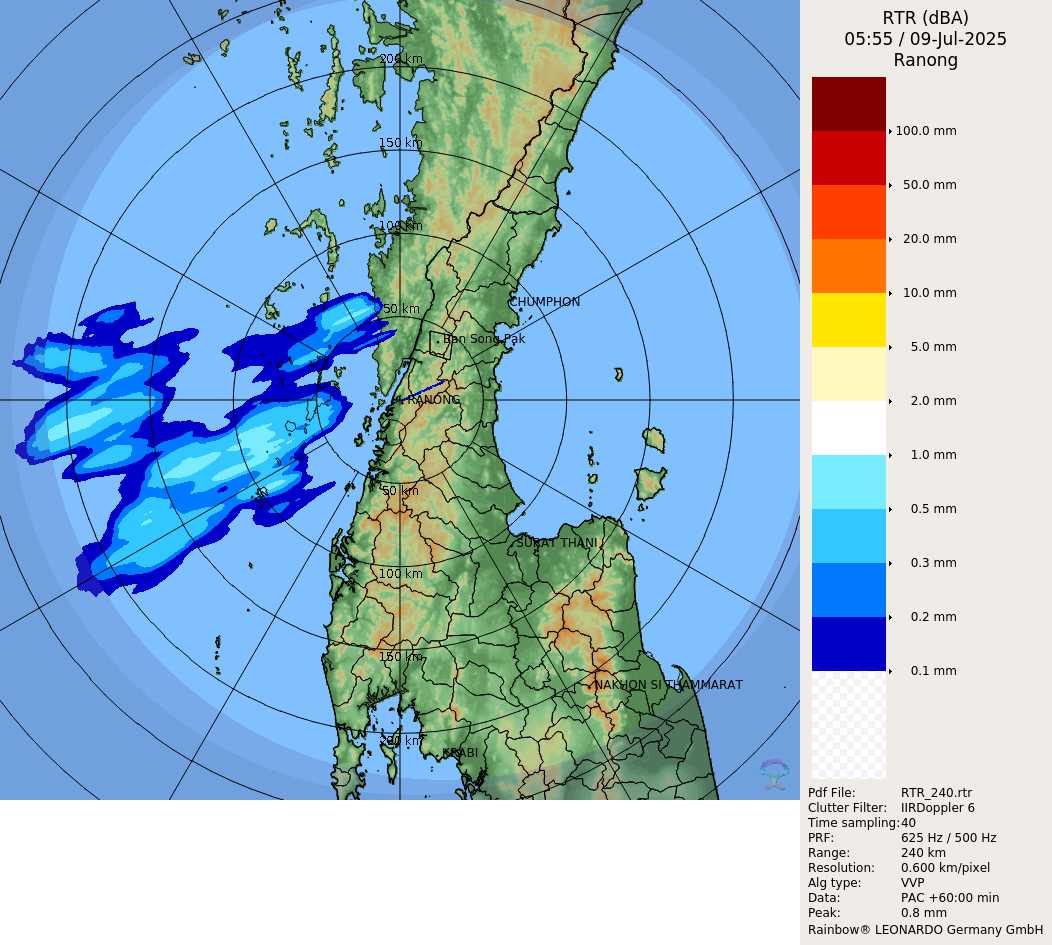 RTR (dBA)
05:55 / 09-Jul-2025
Ranong
200 km
150 km
100 km
50 km
CHUMPHON
Ban Song Pak
RANONG
50 km
SURAT THANI
100 km
150 km
NAKHON SI THAMMARAT
200 km
KRABI
100.0 mm
50.0 mm
20.0 mm
10.0 mm
5.0 mm
2.0 mm
1.0 mm
0.5 mm
0.3 mm
0.2 mm
0.1 mm
Pdf File: RTR_240.rtr
Clutter Filter: IIRDoppler 6
Time sampling:40
PRF: 625 Hz / 500 Hz
Range: 240 km
Resolution: 0.600 km/pixel
Alg type: VVP
Data: PAC +60:00 min
Peak: 0.8 mm
Rainbow® LEONARDO Germany GmbH